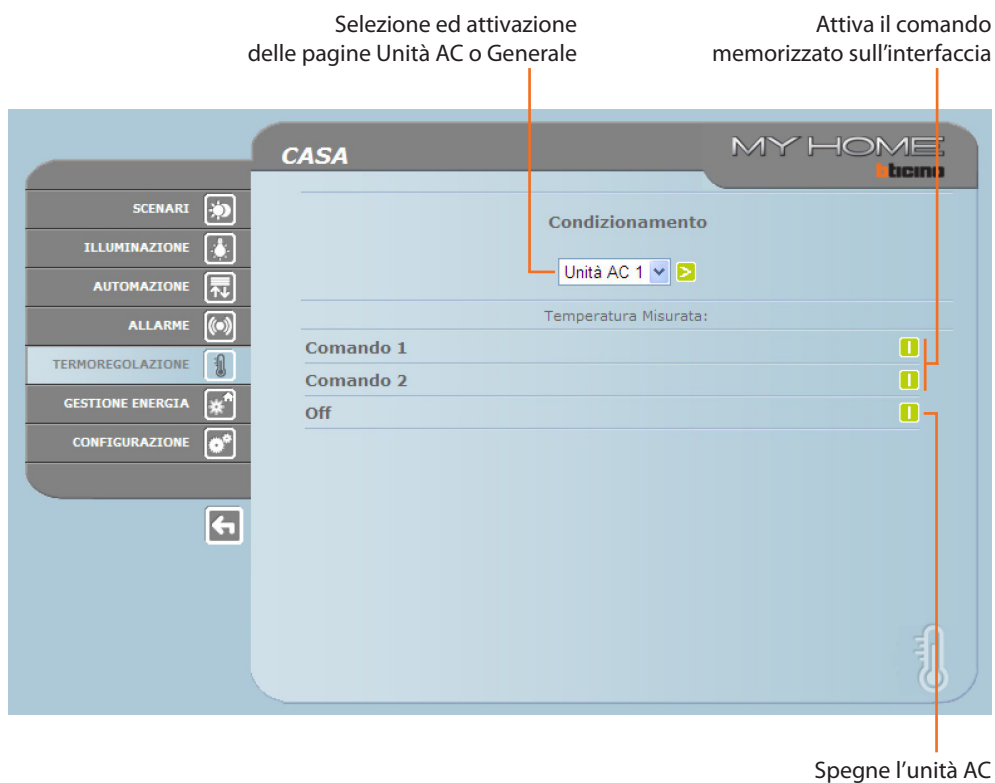 Selezione ed attivazione
delle pagine Unità AC o Generale
Attiva il comando
memorizzato sull'interfaccia
CASA
MY HOME
bticino
SCENARI
ILLUMINAZIONE
AUTOMAZIONE
ALLARME
TERMOREGOLAZIONE
GESTIONE ENERGIA
CONFIGURAZIONE
Condizionamento
Unità AC 1
Temperatura Misurata:
Comando 1
Comando 2
Off
Spegne l'unità AC